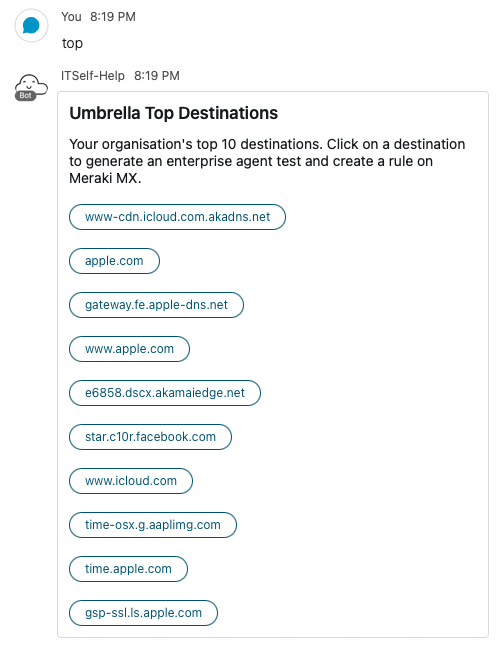 You 8:19 PM
top
ITSelf-Help 8:19 PM
Bot
Umbrella Top Destinations
Your organisation's top 10 destinations. Click on a destination
to generate an enterprise agent test and create a rule on
Meraki MX.
www-cdn.icloud.com.akadns.net
apple.com
gateway.fe.apple-dns.net
www.apple.com
e6858.dscx.akamaiedge.net
star.c10r.facebook.com
www.icloud.com
time-osx.g.aaplimg.com
time.apple.com
gsp-ssl.ls.apple.com